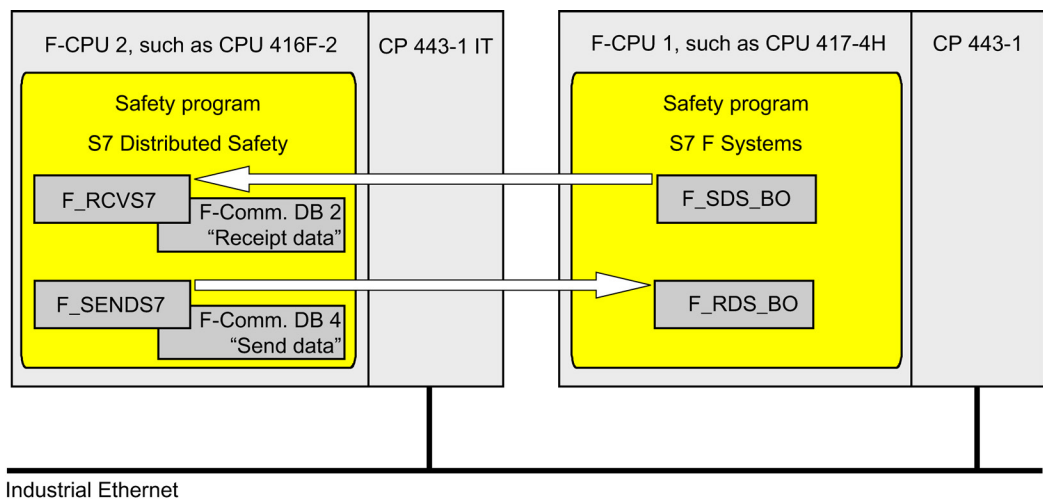 F-CPU 2, such as CPU 416F-2
CP 443-1 IT
Safety program
S7 Distributed Safety
F_RCVS7
F-Comm. DB 2
“Receipt data”
F_SENDS7
F-Comm. DB 4
“Send data”
F-CPU 1, such as CPU 417-4H
CP 443-1
Safety program
S7 F Systems
F_SDS_BO
F_RDS_BO
Industrial Ethernet